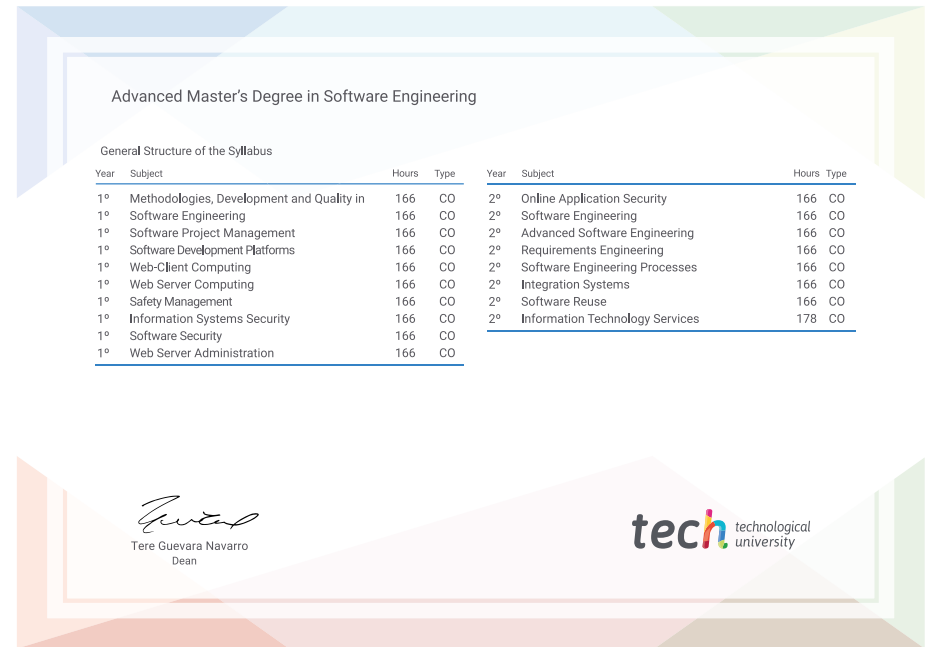 Advanced Master's Degree in Software Engineering
General Structure of the Syllabus
Year Subject Hours Type
1º Methodologies, Development and Quality in 166 CO
1º Software Engineering 166 CO
1º Software Project Management 166 CO
1º Software Development Platforms 166 CO
1º Web-Client Computing 166 CO
1º Web Server Computing 166 CO
1º Safety Management 166 CO
1º Information Systems Security 166 CO
1º Software Security 166 CO
1º Web Server Administration 166 CO
Year Subject Hours Type
2º Online Application Security 166 CO
2º Software Engineering 166 CO
2º Advanced Software Engineering 166 CO
2º Requirements Engineering 166 CO
2º Software Engineering Processes 166 CO
2º Integration Systems 166 CO
2º Software Reuse 166 CO
2º Information Technology Services 178 CO
Tere Guevara Navarro
Dean
tech technological
university